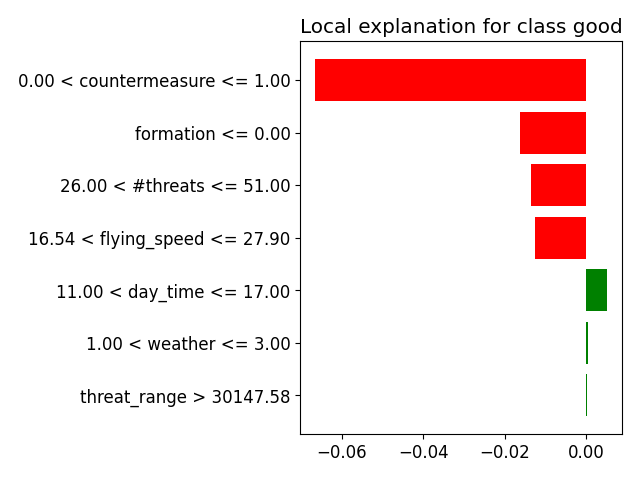 Local explanation for class good
0.00 < countermeasure <= 1.00
formation <= 0.00
26.00 < #threats <= 51.00
16.54 < flying_speed <= 27.90
11.00 < day_time <= 17.00
1.00 < weather <= 3.00
threat_range > 30147.58
−0.06 −0.04 −0.02 0.00